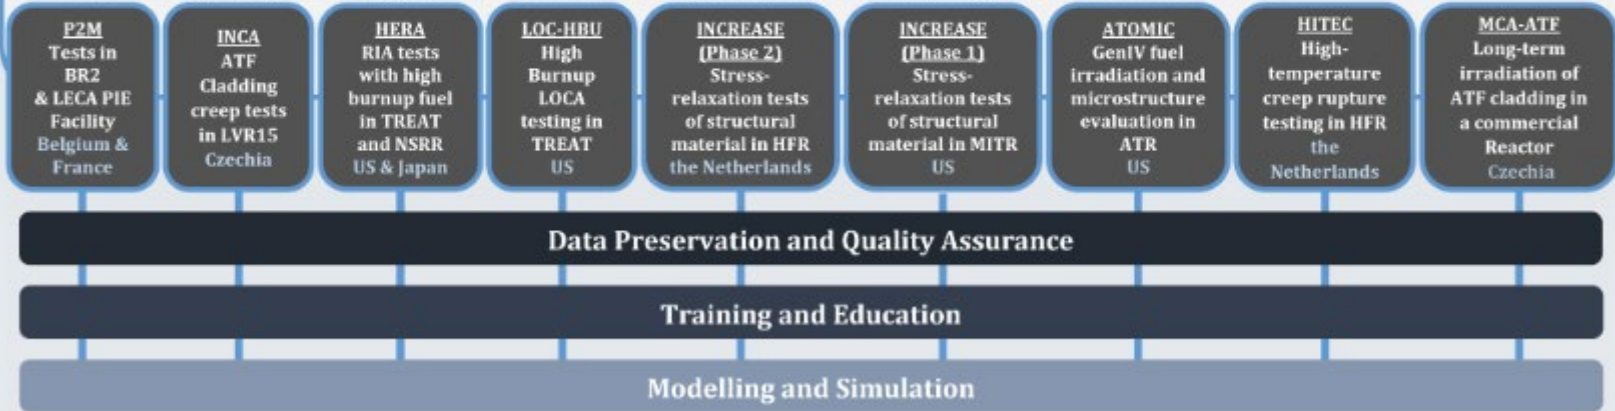 P2M
Tests in
BR2
& LECA PIE
Facility
Belgium &
France
INCA
ATF
Cladding
creep tests
in LVR15
Czechia
HERA
RIA tests
with high
burnup fuel
in TREAT
and NSRR
US & Japan
LOC-HBU
High
Burnup
LOCA
testing in
TREAT
US
INCREASE
(Phase 2)
Stress-
relaxation tests
of structural
material in HFR
the Netherlands
INCREASE
(Phase 1)
Stress-
relaxation tests
of structural
material in MITR
US
ATOMIC
GenIV fuel
irradiation and
microstructure
evaluation in
ATR
US
HITEC
High-
temperature
creep rupture
testing in HFR
the
Netherlands
MCA-ATF
Long-term
irradiation of
ATF cladding in
a commercial
Reactor
Czechia
Data Preservation and Quality Assurance
Training and Education
Modelling and Simulation